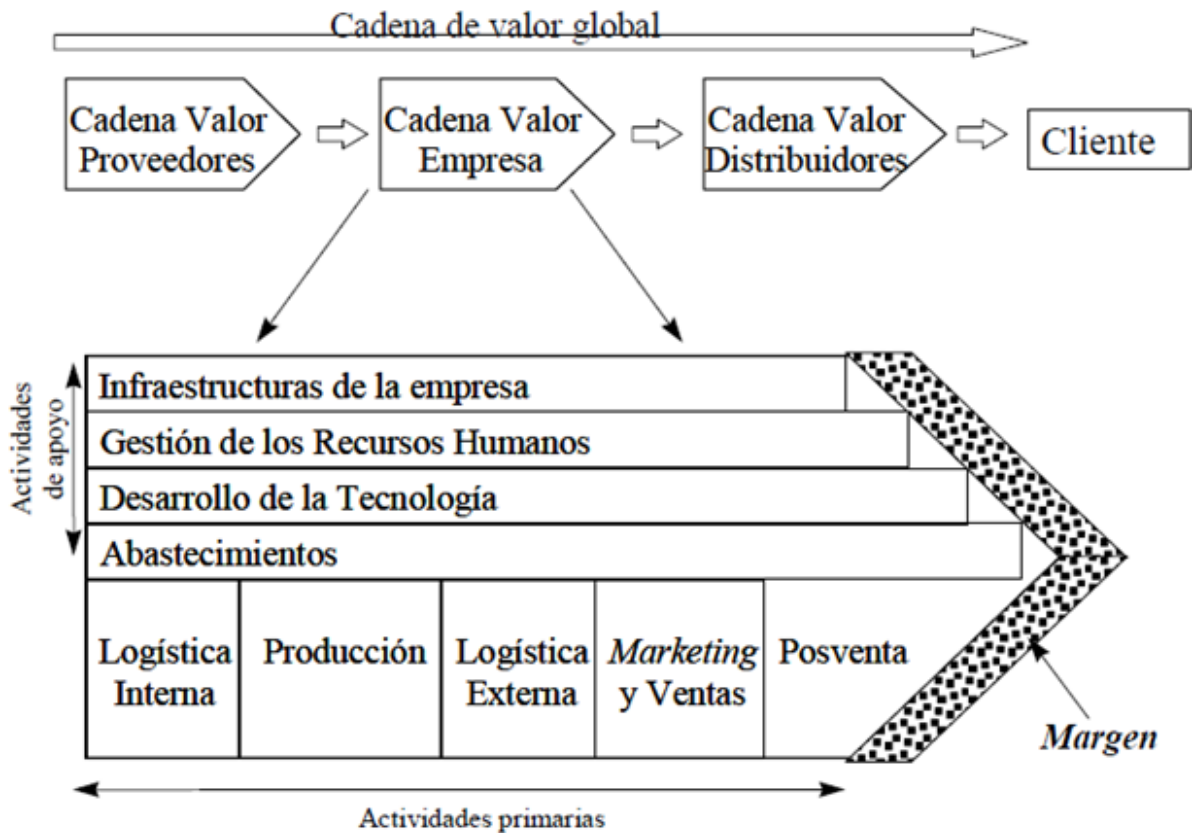 Cadena de valor global
Cadena Valor
Proveedores
Cadena Valor
Empresa
Cadena Valor
Distribuidores
Cliente
Actividades
de apoyo
Infraestructuras de la empresa
Gestión de los Recursos Humanos
Desarrollo de la Tecnología
Abastecimientos
Logística
Interna
Producción
Logística
Externa
Marketing
y Ventas
Posventa
Margen
Actividades primarias